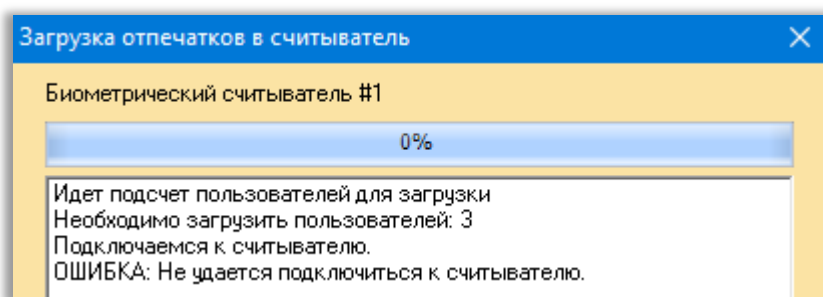 Загрузка отпечатков в считыватель
Биометрический считыватель #1
0%
Идет подсчет пользователей для загрузки
Необходимо загрузить пользователей: 3
Подключаемся к считывателю.
ОШИБКА: Не удается подключиться к считывателю.